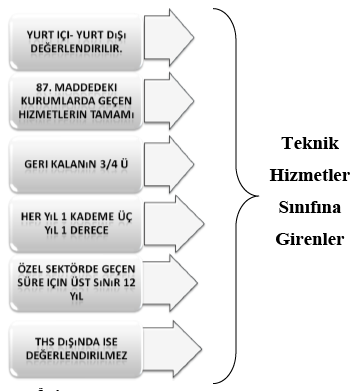 YURT IÇI- YURT DIŞI
DEĞERLENDIRILIR.
87. MADDEDEKI
KURUMLARDA GEÇEN
HIZMETLERIN TAMAMı
GERI KALANıN 3/4 Ü
HER YıL 1 KADEME ÜÇ
YıL 1 DERECE
ÖZEL SEKTÖRDE GEÇEN
SÜRE IÇIN ÜST SıNıR 12
YıL
THS DıŞıNDA ISE
DEĞERLENDIRILMEZ
Teknik
Hizmetler
Sınıfına
Girenler